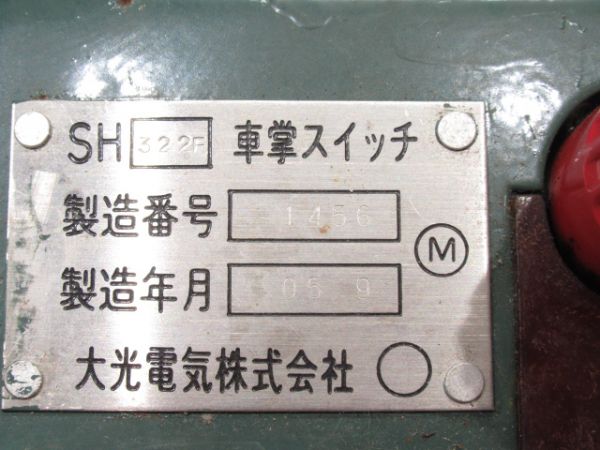 SH 322F 車掌スイッチ
製造番号 1456
M
製造年月 05 9
大光電気株式会社